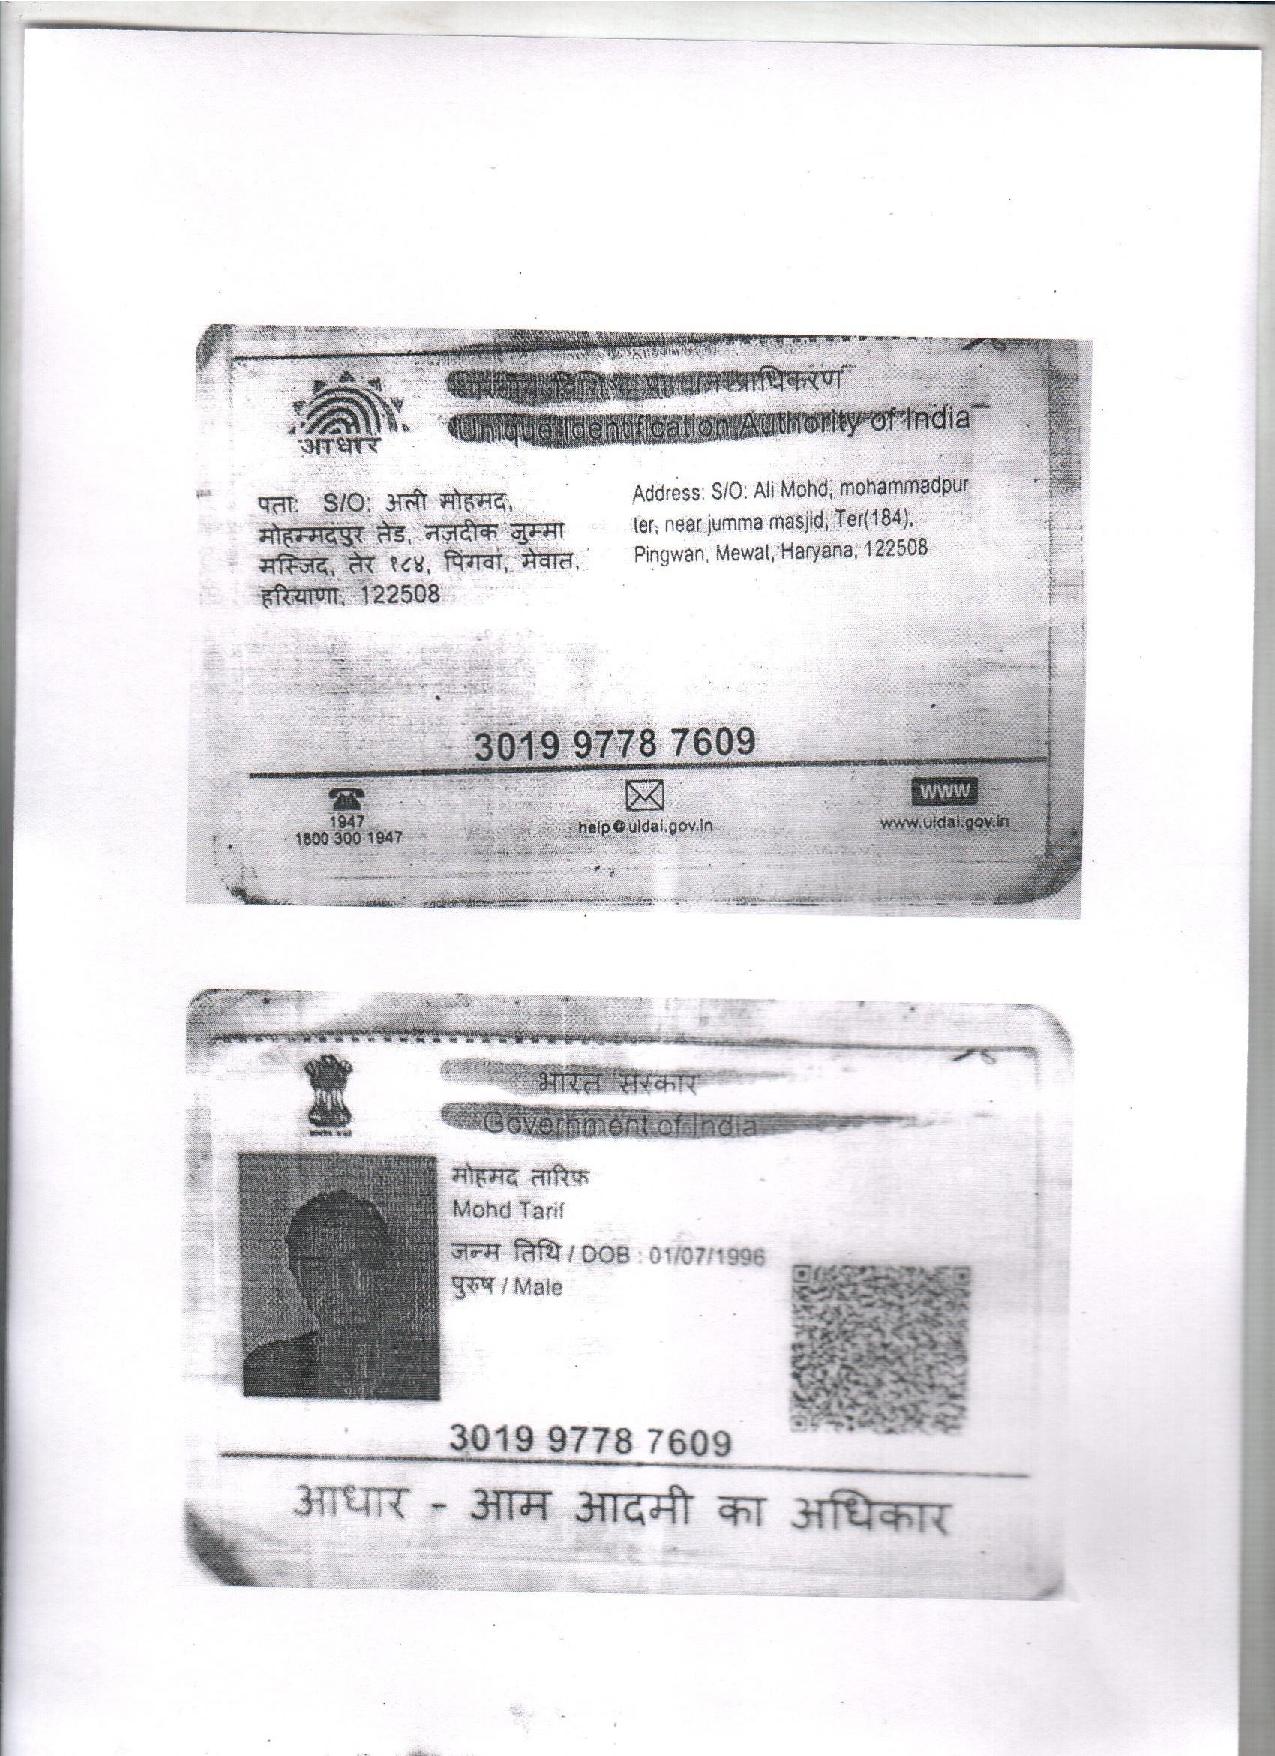 आधार
भारतीय विशिष्ट पहचान प्राधिकरण
Unique Identification Authority of India
पता: S/O: अली मोहमद,
मोहम्मदपुर तेड, नज़दीक जुम्मा
मस्जिद, तेर १८४, पिंगवां, मेवात,
हरियाणा, 122508
Address: S/O: Ali Mohd, mohammadpur
ter, near jumma masjid, Ter(184),
Pingwan, Mewat, Haryana, 122508
3019 9778 7609
1947
1800 300 1947
help@uidai.gov.in
WWW
www.uidai.gov.in
भारत सरकार
Government of India
मोहमद तारिफ़
Mohd Tarif
जन्म तिथि / DOB : 01/07/1996
पुरुष / Male
3019 9778 7609
आधार - आम आदमी का अधिकार